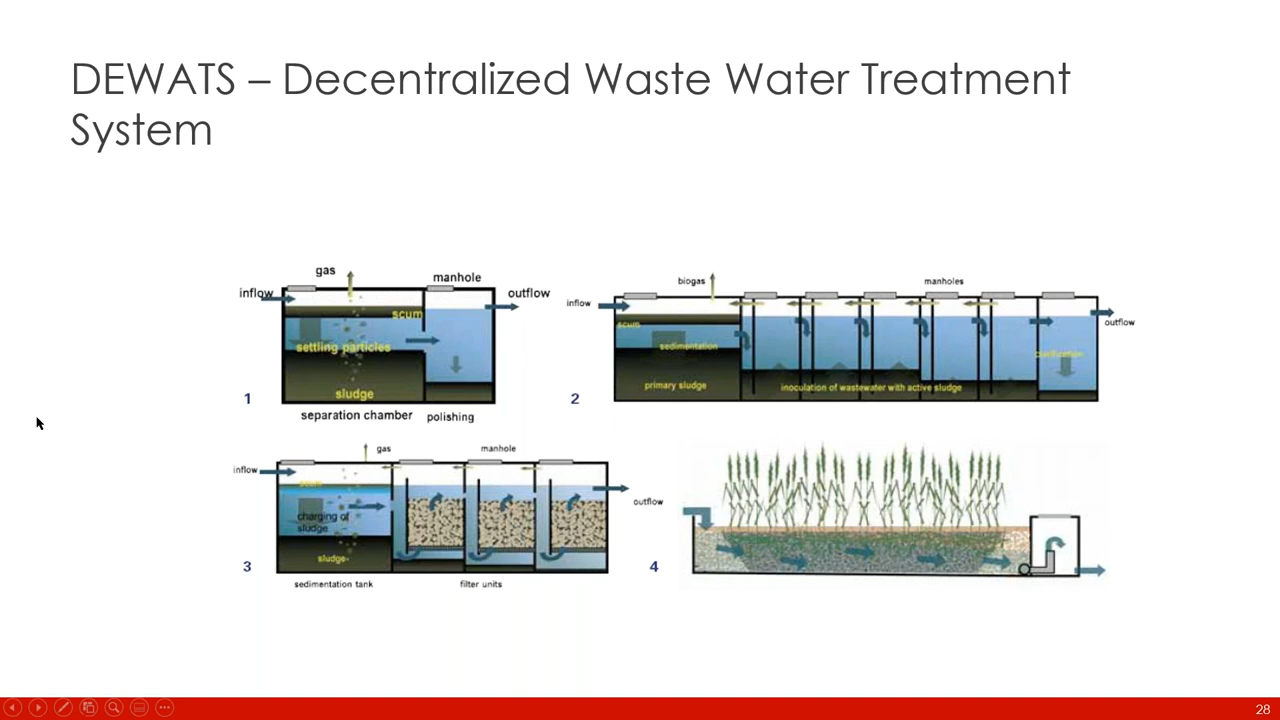 DEWATS – Decentralized Waste Water Treatment
System
gas
manhole
inflow
outflow
scum
settling particles
sludge
1
separation chamber
polishing
biogas
manholes
inflow
outflow
scum
sedimentation
clarification
primary sludge
inoculation of wastewater with active sludge
2
gas
manhole
inflow
outflow
scum
charging of
sludge
sludge
3
sedimentation tank
filter units
4
28